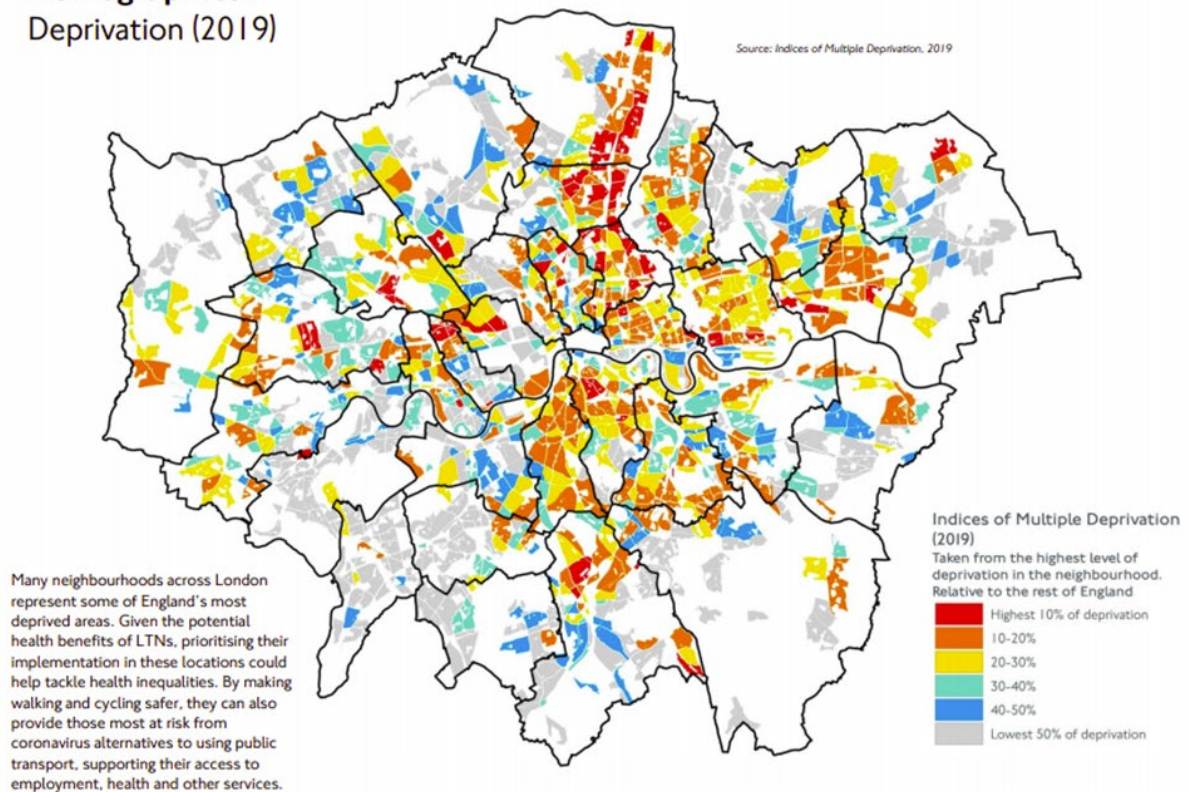 Deprivation (2019)
Source: Indices of Multiple Deprivation, 2019
Indices of Multiple Deprivation
(2019)
Taken from the highest level of
deprivation in the neighbourhood.
Relative to the rest of England
Highest 10% of deprivation
10-20%
20-30%
30-40%
40-50%
Lowest 50% of deprivation
Many neighbourhoods across London
represent some of England's most
deprived areas. Given the potential
health benefits of LTNs, prioritising their
implementation in these locations could
help tackle health inequalities. By making
walking and cycling safer, they can also
provide those most at risk from
coronavirus alternatives to using public
transport, supporting their access to
employment, health and other services.